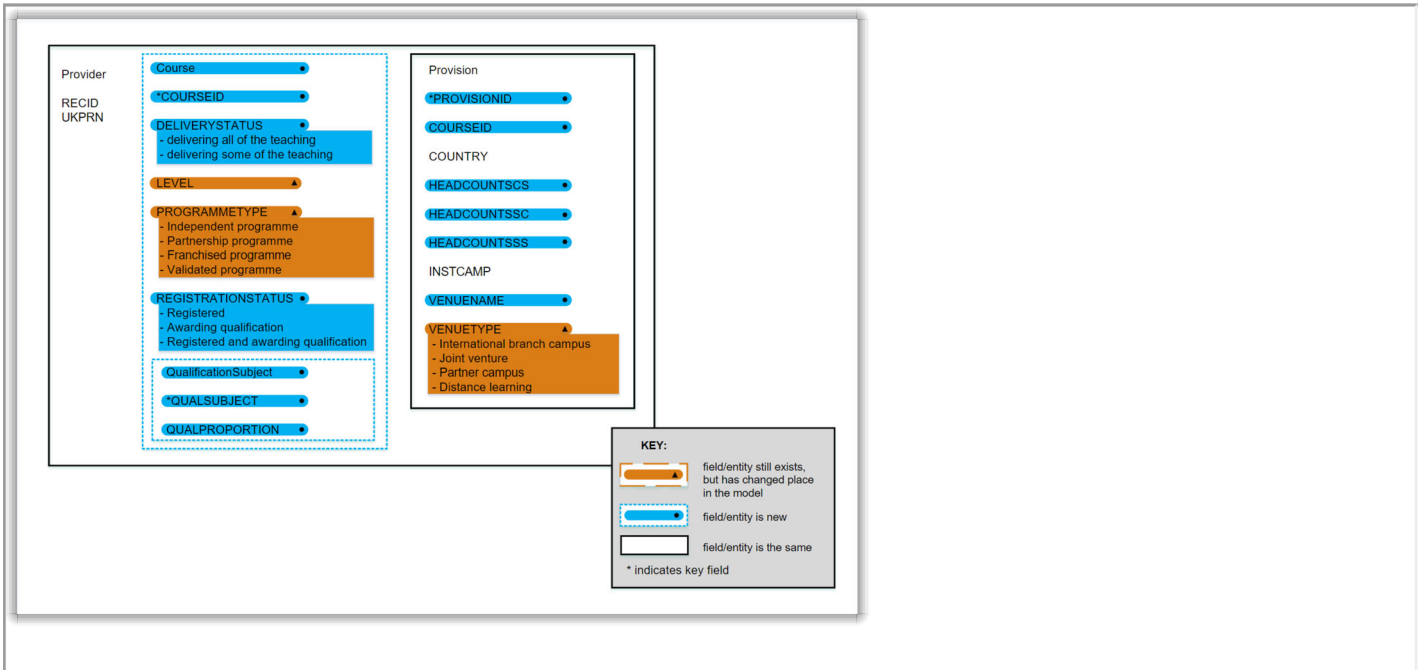 Provider
RECID
UKPRN
Course
*COURSEID
DELIVERYSTATUS
- delivering all of the teaching
- delivering some of the teaching
LEVEL
PROGRAMMETYPE
- Independent programme
- Partnership programme
- Franchised programme
- Validated programme
REGISTRATIONSTATUS
- Registered
- Awarding qualification
- Registered and awarding qualification
QualificationSubject
*QUALSUBJECT
QUALPROPORTION
Provision
*PROVISIONID
COURSEID
COUNTRY
HEADCOUNTSCS
HEADCOUNTSSC
HEADCOUNTSSS
INSTCAMP
VENUENAME
VENUETYPE
- International branch campus
- Joint venture
- Partner campus
- Distance learning
KEY:
field/entity still exists,
but has changed place
in the model
field/entity is new
field/entity is the same
* indicates key field